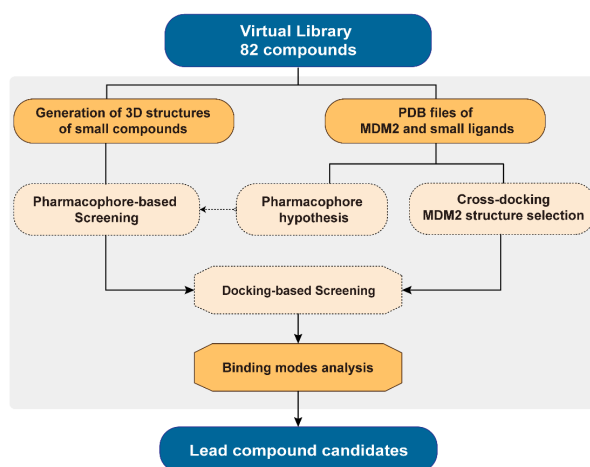 Virtual Library
82 compounds
Generation of 3D structures
of small compounds
PDB files of
MDM2 and small ligands
Pharmacophore-based
Screening
Pharmacophore
hypothesis
Cross-docking
MDM2 structure selection
Docking-based Screening
Binding modes analysis
Lead compound candidates